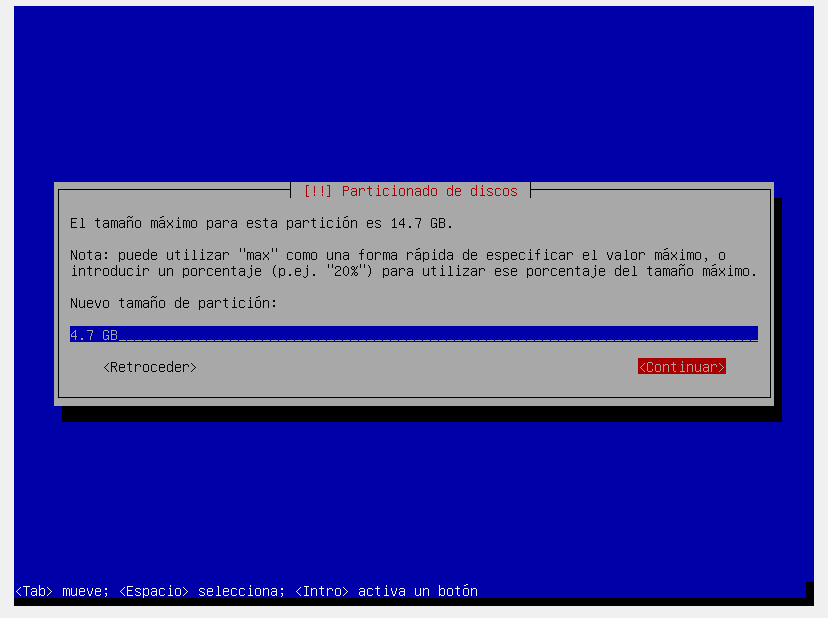 [!!] Particionado de discos
El tamaño máximo para esta partición es 14.7 GB.
Nota: puede utilizar "max" como una forma rápida de especificar el valor máximo, o
introducir un porcentaje (p.ej. "20%") para utilizar ese porcentaje del tamaño máximo.
Nuevo tamaño de partición:
4.7 GB
<Retroceder> <Continuar>
<Tab> mueve; <Espacio> selecciona; <Intro> activa un botón